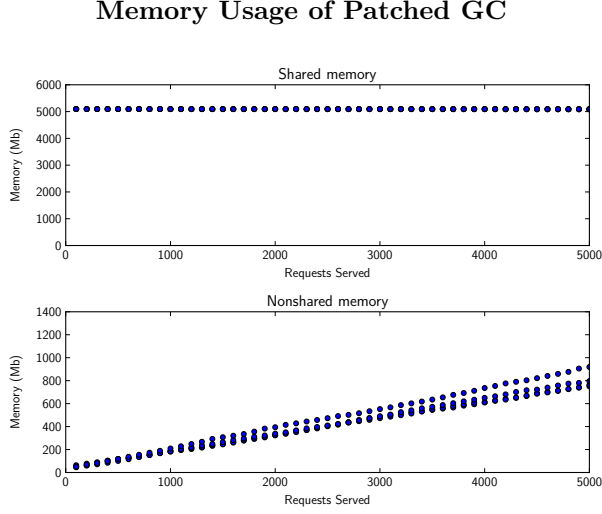 Memory Usage of Patched GC
Shared memory
6000
5000
4000
3000
2000
1000
0
Memory (Mb)
0 1000 2000 3000 4000 5000
Requests Served
Nonshared memory
1400
1200
1000
800
600
400
200
0
Memory (Mb)
0 1000 2000 3000 4000 5000
Requests Served